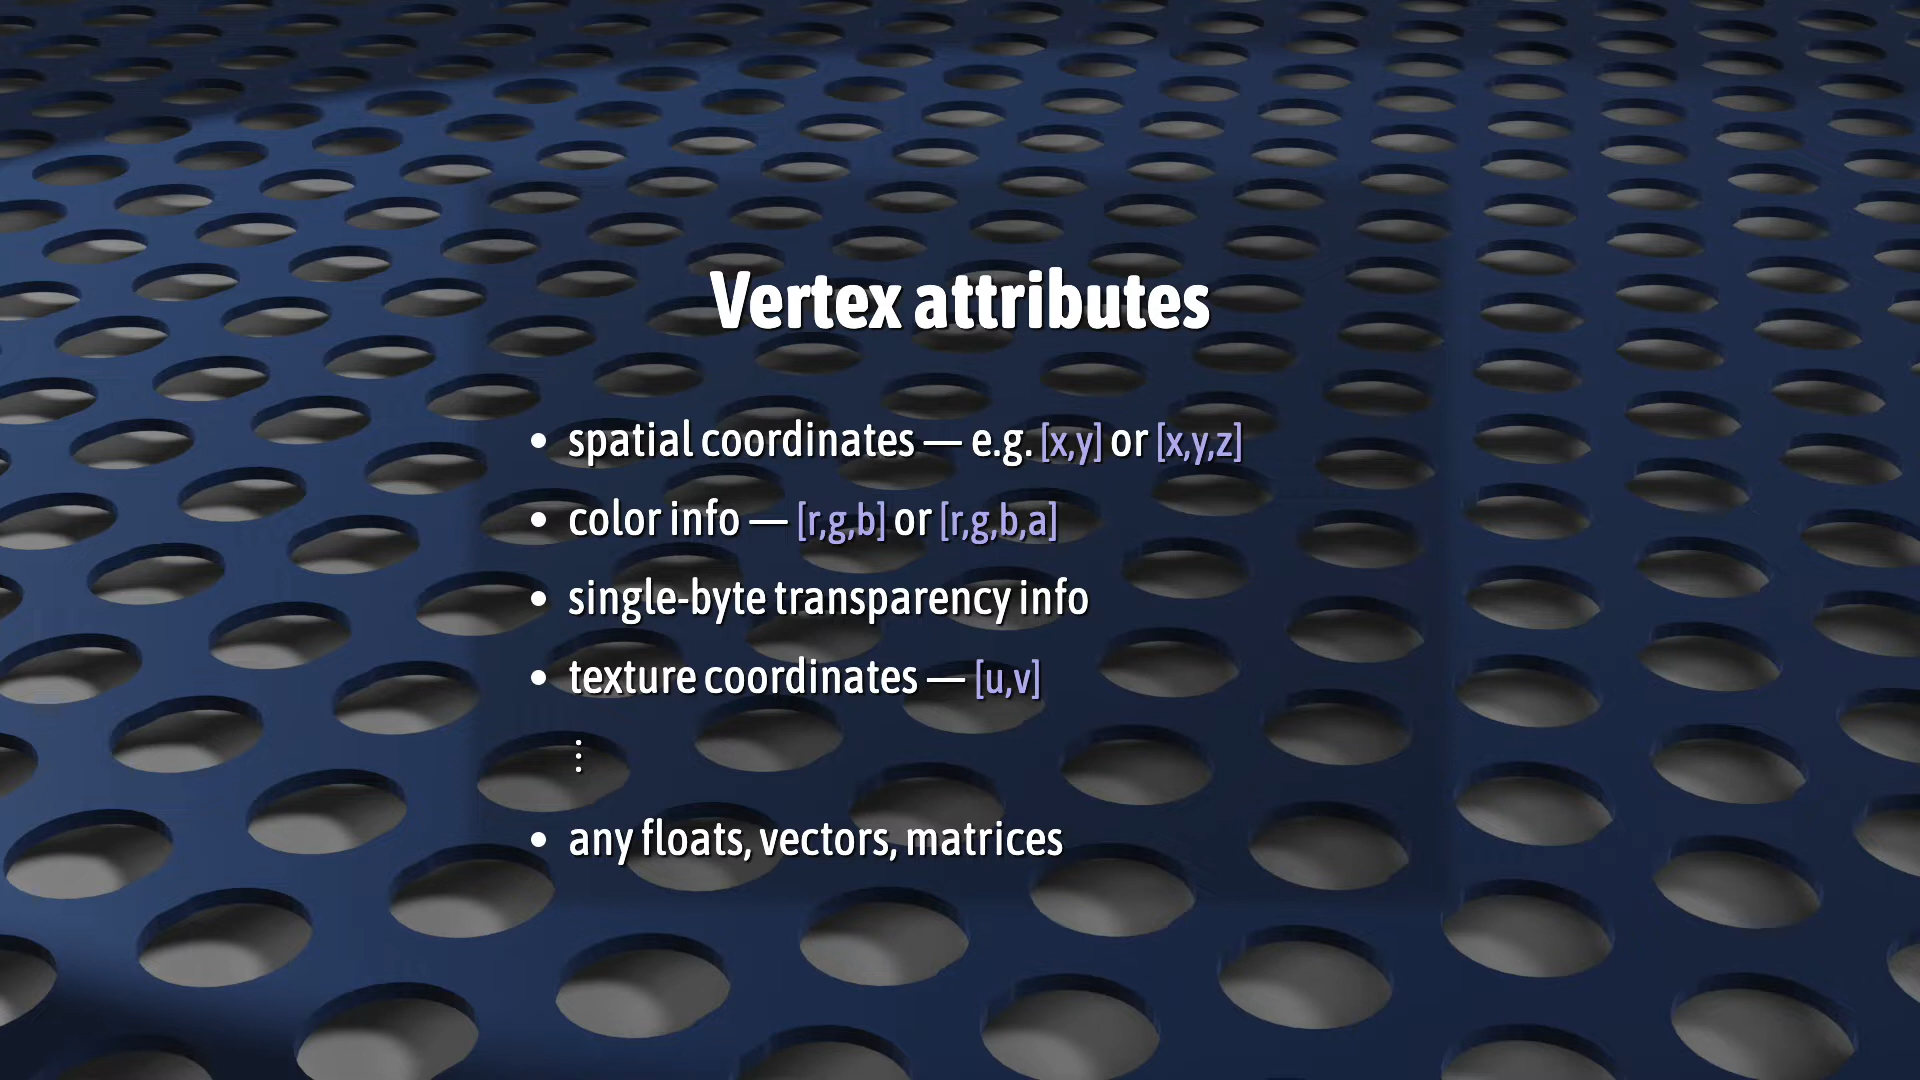 Vertex attributes
• spatial coordinates — e.g. [x,y] or [x,y,z]
• color info — [r,g,b] or [r,g,b,a]
• single-byte transparency info
• texture coordinates — [u,v]
⋮
• any floats, vectors, matrices